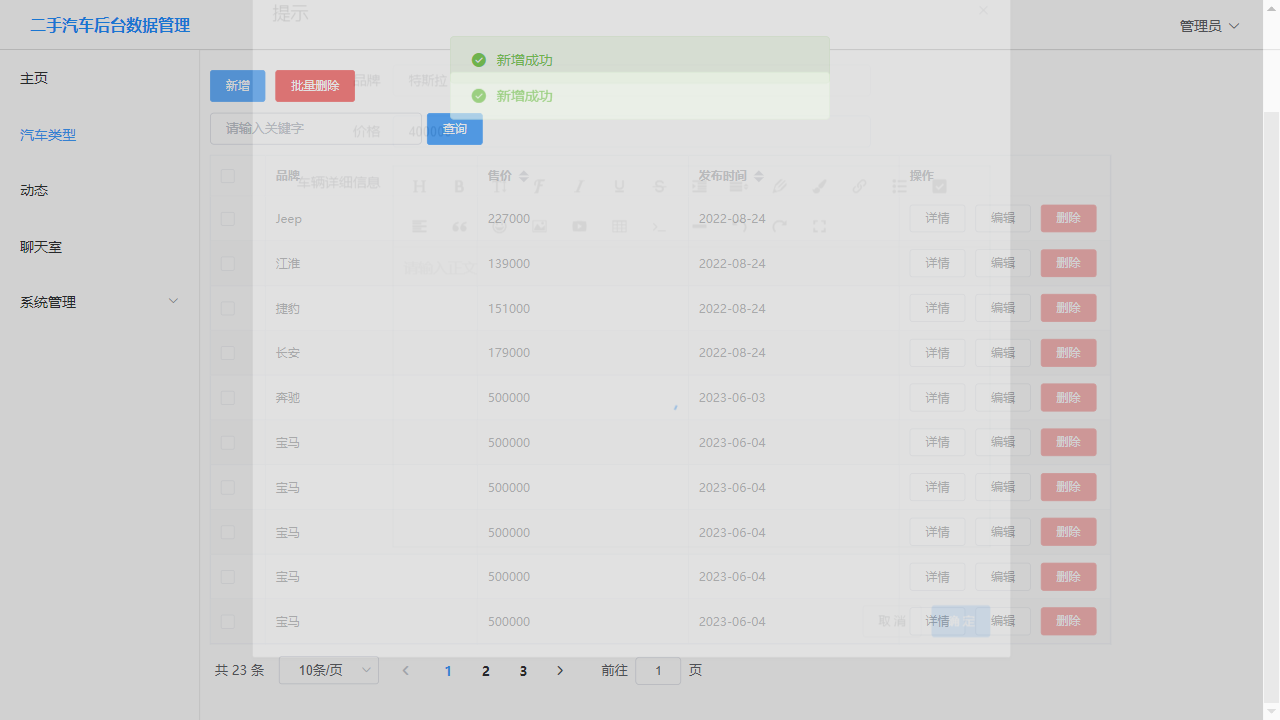 提示
二手汽车后台数据管理
管理员
新增成功
新增 批量删除 品牌 特斯拉
新增成功
请输入关键字 价格 查询
主页
汽车类型
动态
聊天室
系统管理
品牌 售价 发布时间 操作
车辆详细信息
Jeep 227000 2022-08-24 详情 编辑 删除
江淮 139000 2022-08-24 详情 编辑 删除
请输入正文
捷豹 151000 2022-08-24 详情 编辑 删除
长安 179000 2022-08-24 详情 编辑 删除
奔驰 500000 2023-06-03 详情 编辑 删除
宝马 500000 2023-06-04 详情 编辑 删除
宝马 500000 2023-06-04 详情 编辑 删除
宝马 500000 2023-06-04 详情 编辑 删除
宝马 500000 2023-06-04 详情 编辑 删除
宝马 500000 2023-06-04 详情 编辑 删除
取消 确定
共 23 条 10条/页 1 2 3 前往 1 页